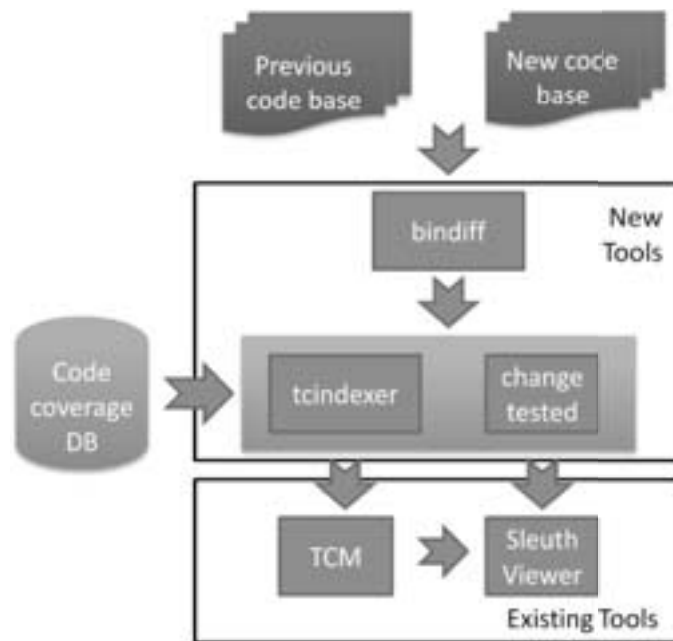 Previous
code base
New code
base
bindiff
New
Tools
Code
coverage
DB
tcindexer
change
tested
TCM
Sleuth
Viewer
Existing Tools